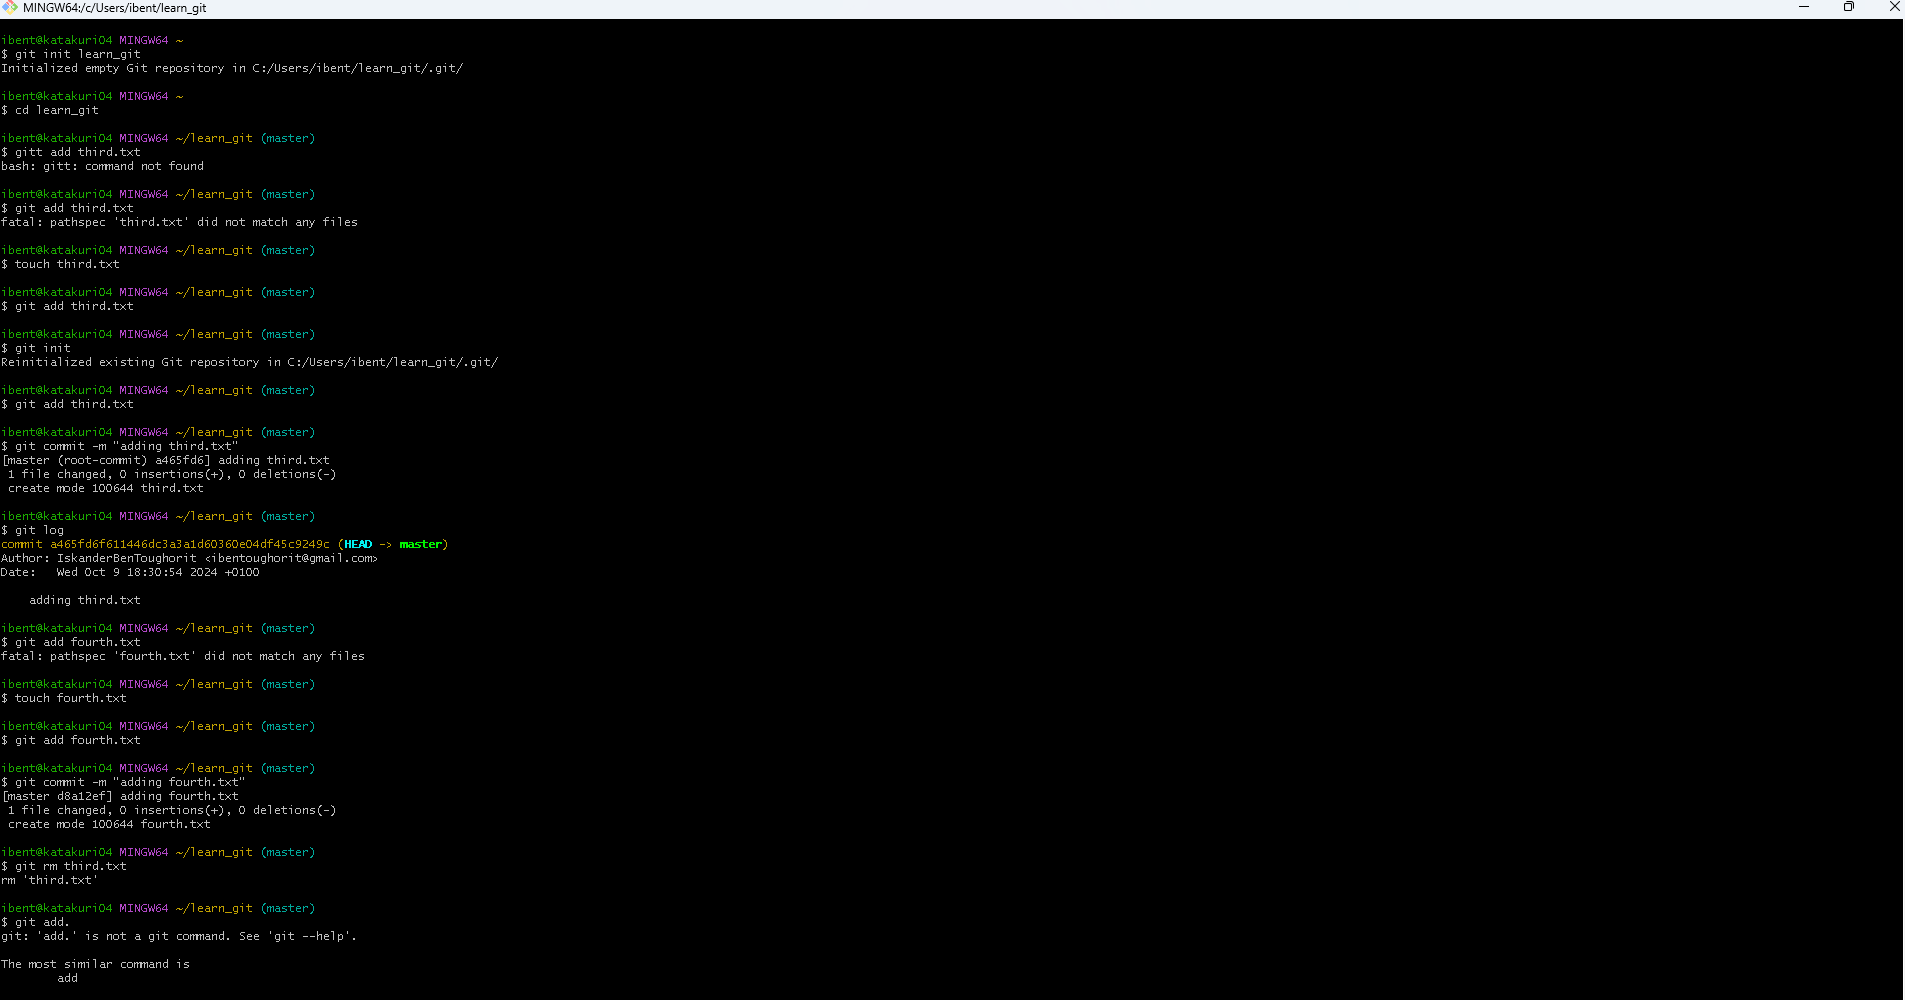 MINGW64:/c/Users/ibent/learn_git
ibent@katakuri04 MINGW64 ~
$ git init learn_git
Initialized empty Git repository in C:/Users/ibent/learn_git/.git/
ibent@katakuri04 MINGW64 ~
$ cd learn_git
ibent@katakuri04 MINGW64 ~/learn_git (master)
$ gitt add third.txt
bash: gitt: command not found
ibent@katakuri04 MINGW64 ~/learn_git (master)
$ git add third.txt
fatal: pathspec 'third.txt' did not match any files
ibent@katakuri04 MINGW64 ~/learn_git (master)
$ touch third.txt
ibent@katakuri04 MINGW64 ~/learn_git (master)
$ git add third.txt
ibent@katakuri04 MINGW64 ~/learn_git (master)
$ git init
Reinitialized existing Git repository in C:/Users/ibent/learn_git/.git/
ibent@katakuri04 MINGW64 ~/learn_git (master)
$ git add third.txt
ibent@katakuri04 MINGW64 ~/learn_git (master)
$ git commit -m "adding third.txt"
[master (root-commit) a465fd6] adding third.txt
 1 file changed, 0 insertions(+), 0 deletions(-)
 create mode 100644 third.txt
ibent@katakuri04 MINGW64 ~/learn_git (master)
$ git log
commit a465fd6f611446dc3a3a1d60360e04df45c9249c (HEAD -> master)
Author: IskanderBenToughorit <ibentoughorit@gmail.com>
Date:   Wed Oct 9 18:30:54 2024 +0100
    adding third.txt
ibent@katakuri04 MINGW64 ~/learn_git (master)
$ git add fourth.txt
fatal: pathspec 'fourth.txt' did not match any files
ibent@katakuri04 MINGW64 ~/learn_git (master)
$ touch fourth.txt
ibent@katakuri04 MINGW64 ~/learn_git (master)
$ git add fourth.txt
ibent@katakuri04 MINGW64 ~/learn_git (master)
$ git commit -m "adding fourth.txt"
[master d8a12ef] adding fourth.txt
 1 file changed, 0 insertions(+), 0 deletions(-)
 create mode 100644 fourth.txt
ibent@katakuri04 MINGW64 ~/learn_git (master)
$ git rm third.txt
rm 'third.txt'
ibent@katakuri04 MINGW64 ~/learn_git (master)
$ git add.
git: 'add.' is not a git command. See 'git --help'.
The most similar command is
        add